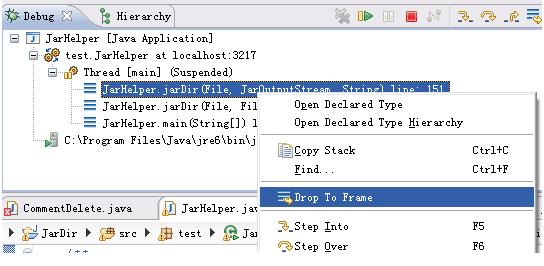 Debug
Hierarchy
JarHelper [Java Application]
test.JarHelper at localhost:3217
Thread [main] (Suspended)
JarHelper.jarDir(File, JarOutputStream, String) line: 151
JarHelper.jarDir(File, Fil
JarHelper.main(String[]) l
C:\Program Files\Java\jre6\bin\j
Open Declared Type
Open Declared Type Hierarchy
Copy Stack Ctrl+C
Find... Ctrl+F
Drop To Frame
Step Into F5
Step Over F6
CommentDelete.java
JarHelper.jav
JarDir src test Ja